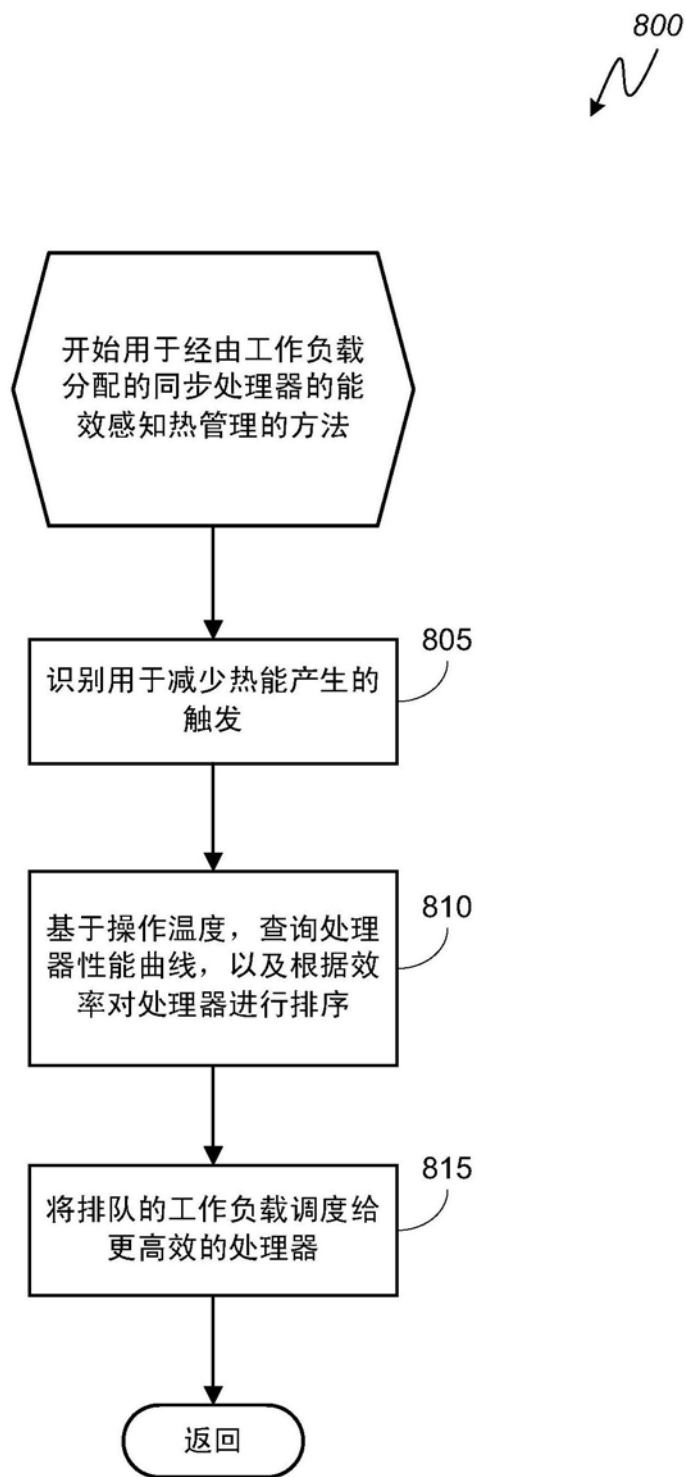 800
开始用于经由工作负载
分配的同步处理器的能
效感知热管理的方法
805
识别用于减少热能产生的
触发
810
基于操作温度，查询处理
器性能曲线，以及根据效
率对处理器进行排序
815
将排队的工作负载调度给
更高效的处理器
返回